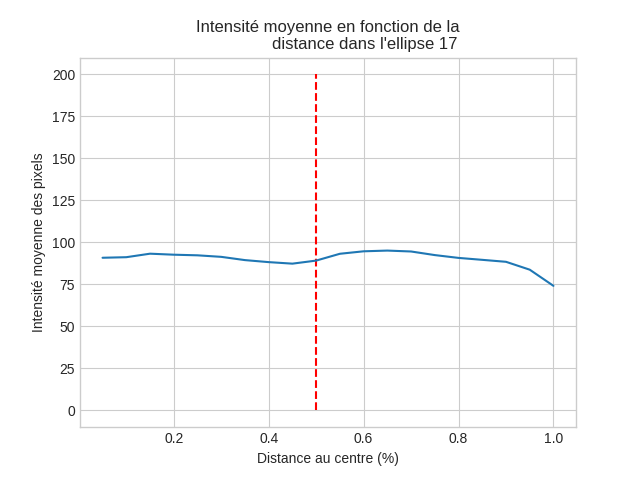 Intensité moyenne en fonction de la
distance dans l'ellipse 17
Intensité moyenne des pixels
200
175
150
125
100
75
50
25
0
0.2 0.4 0.6 0.8 1.0
Distance au centre (%)